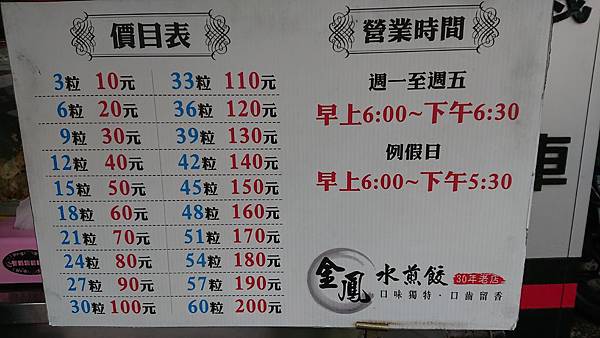 價目表
3粒 10元 33粒 110元
6粒 20元 36粒 120元
9粒 30元 39粒 130元
12粒 40元 42粒 140元
15粒 50元 45粒 150元
18粒 60元 48粒 160元
21粒 70元 51粒 170元
24粒 80元 54粒 180元
27粒 90元 57粒 190元
30粒 100元 60粒 200元
營業時間
週一至週五
早上6:00~下午6:30
例假日
早上6:00~下午5:30
金鳳 水煎餃 30年老店
口味獨特·口齒留香
車